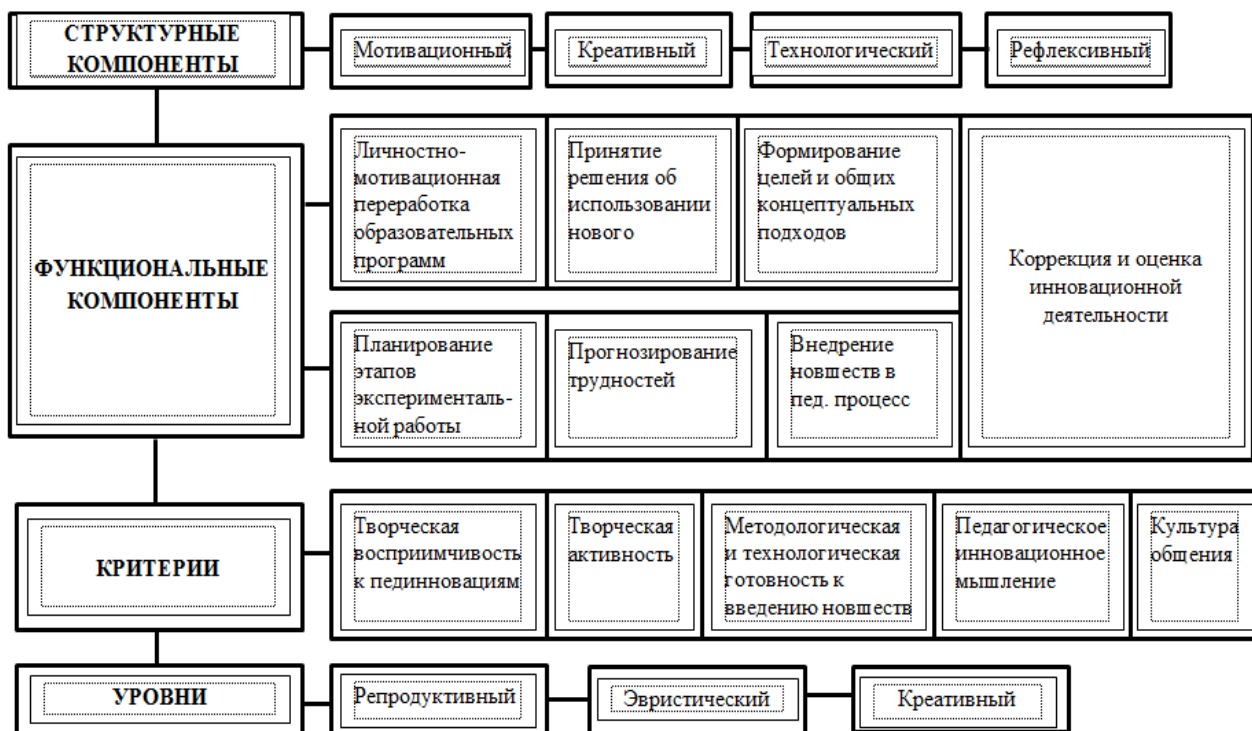 СТРУКТУРНЫЕ
КОМПОНЕНТЫ
Мотивационный
Креативный
Технологический
Рефлексивный
ФУНКЦИОНАЛЬНЫЕ
КОМПОНЕНТЫ
Личностно-
мотивационная
переработка
образовательных
программ
Принятие
решения об
использовании
нового
Формирование
целей и общих
концептуальных
подходов
Коррекция и оценка
инновационной
деятельности
Планирование
этапов
эксперименталь-
ной работы
Прогнозирование
трудностей
Внедрение
новшеств в
пед. процесс
КРИТЕРИИ
Творческая
восприимчивость
к пединновациям
Творческая
активность
Методологическая
и технологическая
готовность к
введению новшеств
Педагогическое
инновационное
мышление
Культура
общения
УРОВНИ
Репродуктивный
Эвристический
Креативный